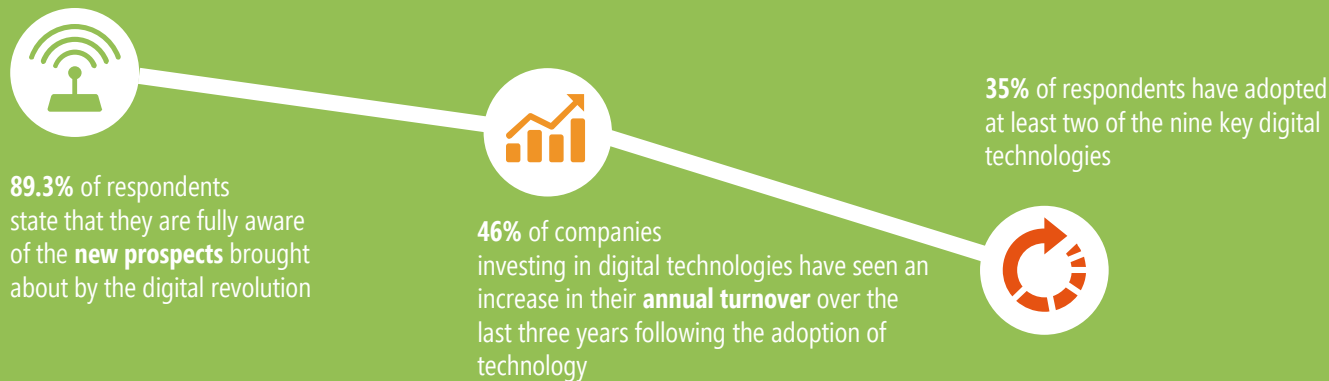 89.3% of respondents
state that they are fully aware
of the new prospects brought
about by the digital revolution
46% of companies
investing in digital technologies have seen an
increase in their annual turnover over the
last three years following the adoption of
technology
35% of respondents have adopted
at least two of the nine key digital
technologies